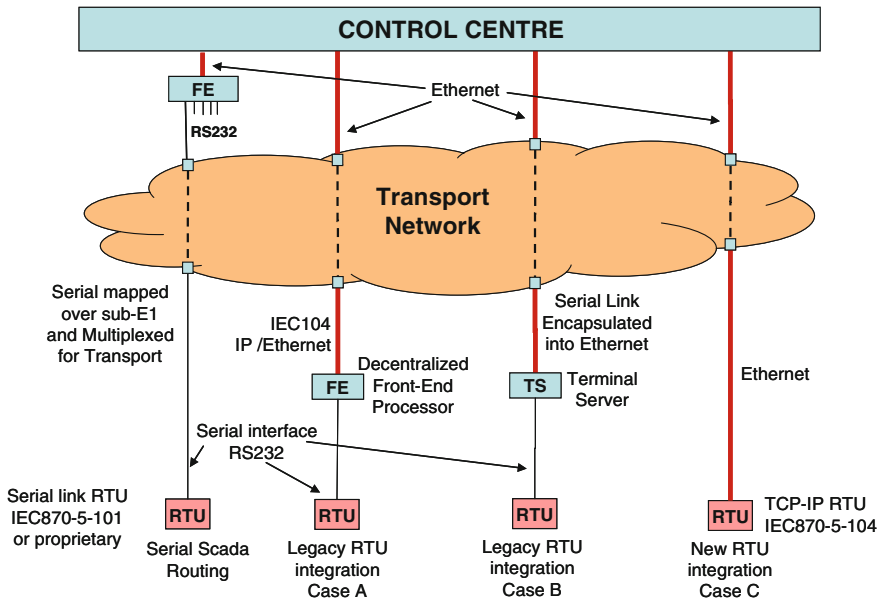 CONTROL CENTRE
FE
RS232
Ethernet
Transport
Network
Serial mapped
over sub-E1
and Multiplexed
for Transport
IEC104
IP /Ethernet
Serial Link
Encapsulated
into Ethernet
FE
Decentralized
Front-End
Processor
TS
Terminal
Server
Ethernet
Serial interface
RS232
Serial link RTU
IEC870-5-101
or proprietary
RTU
RTU
RTU
RTU
TCP-IP RTU
IEC870-5-104
Serial Scada
Routing
Legacy RTU
integration
Case A
Legacy RTU
integration
Case B
New RTU
integration
Case C